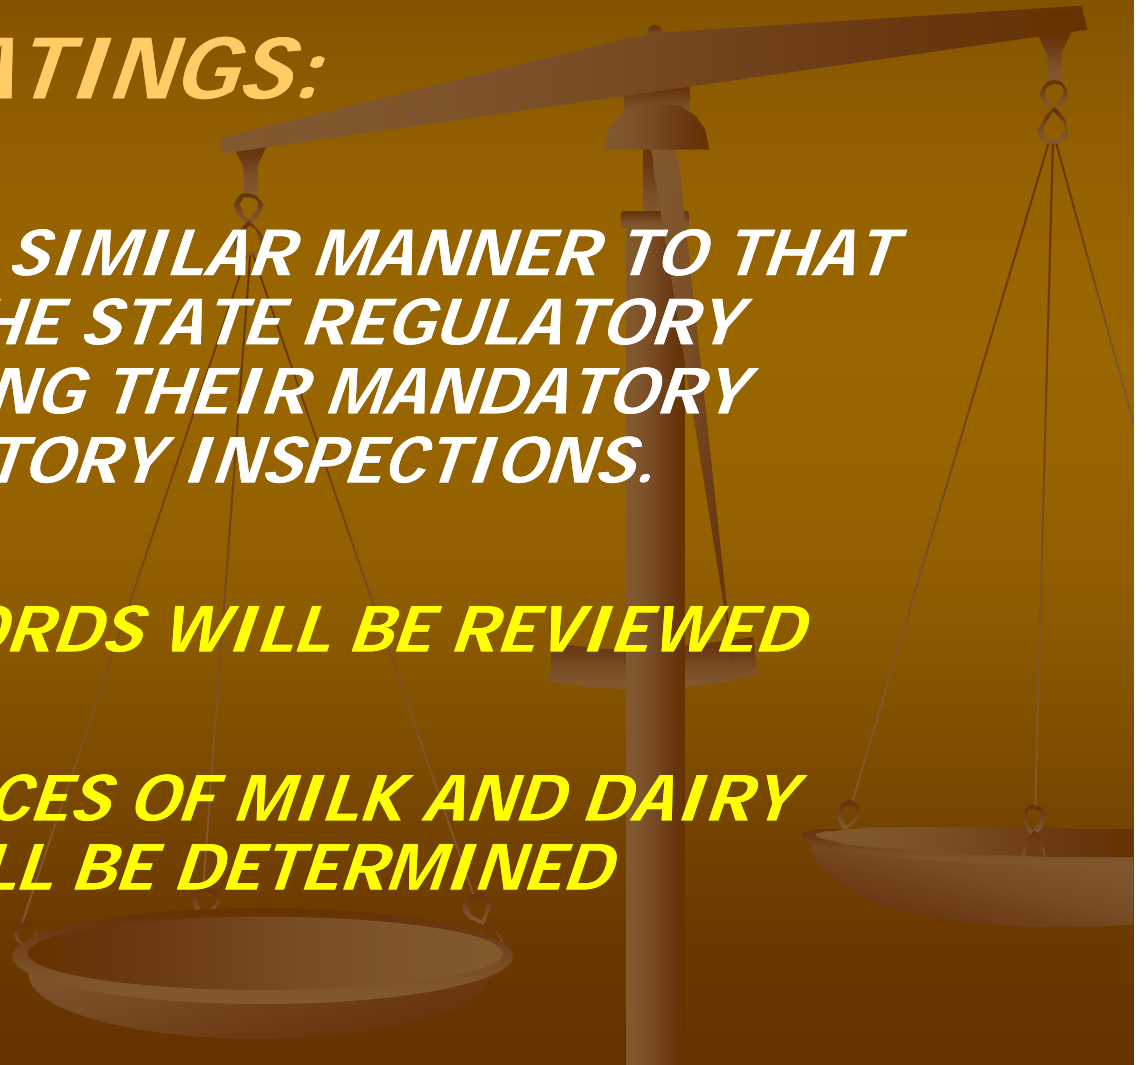 ATINGS:
SIMILAR MANNER TO THAT
HE STATE REGULATORY
NG THEIR MANDATORY
TORY INSPECTIONS.
ORDS WILL BE REVIEWED
CES OF MILK AND DAIRY
LL BE DETERMINED